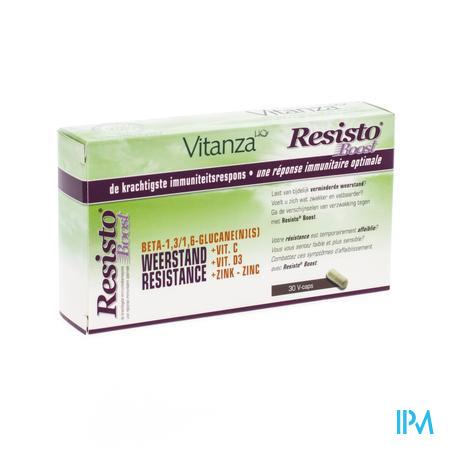 Vitanza HQ
Resisto® Boost
de krachtigste immuniteitsrespons • une réponse immunitaire optimale
Resisto® Boost
BETA-1,3/1,6-GLUCANE(N)(S)
WEERSTAND
RESISTANCE
+VIT. C
+VIT. D3
+ZINK - ZINC
Last van tijdelijk verminderde weerstand?
Voelt u zich wat zwakker en vatbaarder?
Ga de verschijnselen van verzwakking tegen
met Resisto® Boost
Votre résistance est temporairement affaiblie?
Vous vous sentez faible et plus sensible?
Combattez ces symptômes d'affaiblissement
avec Resisto® Boost
30 V-caps
IPM